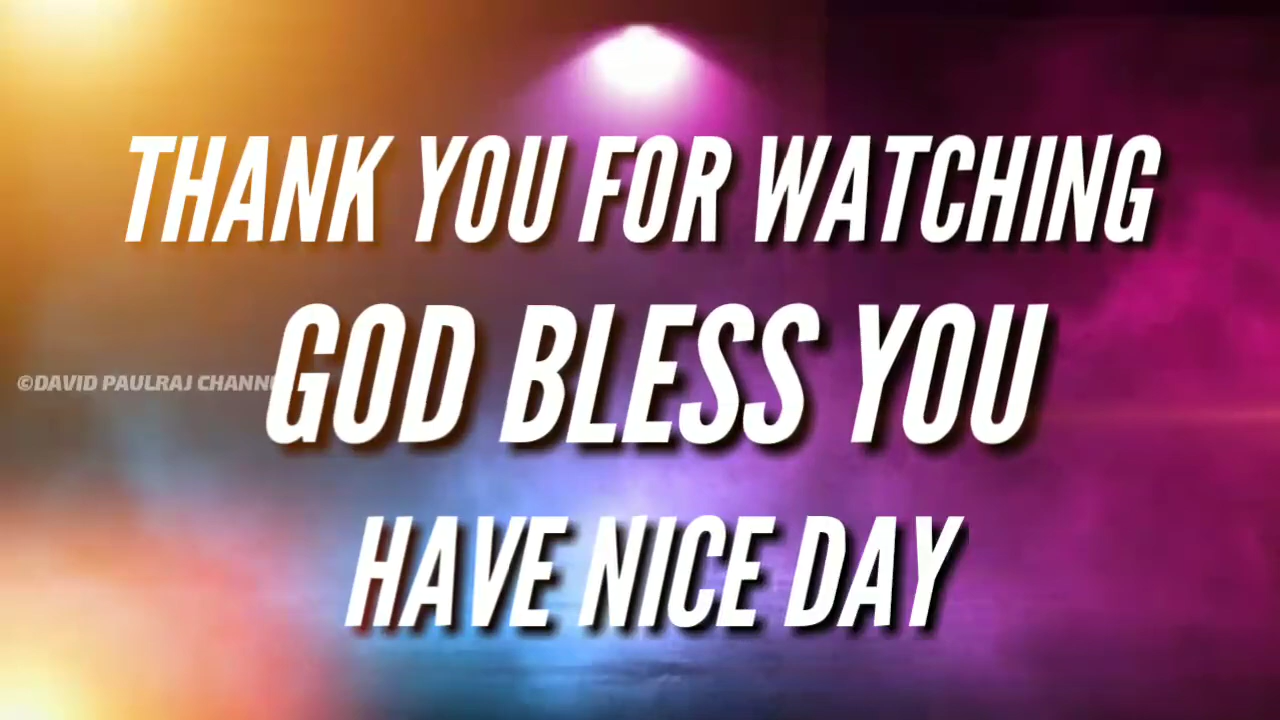 THANK YOU FOR WATCHING
GOD BLESS YOU
©DAVID PAULRAJ
HAVE NICE DAY